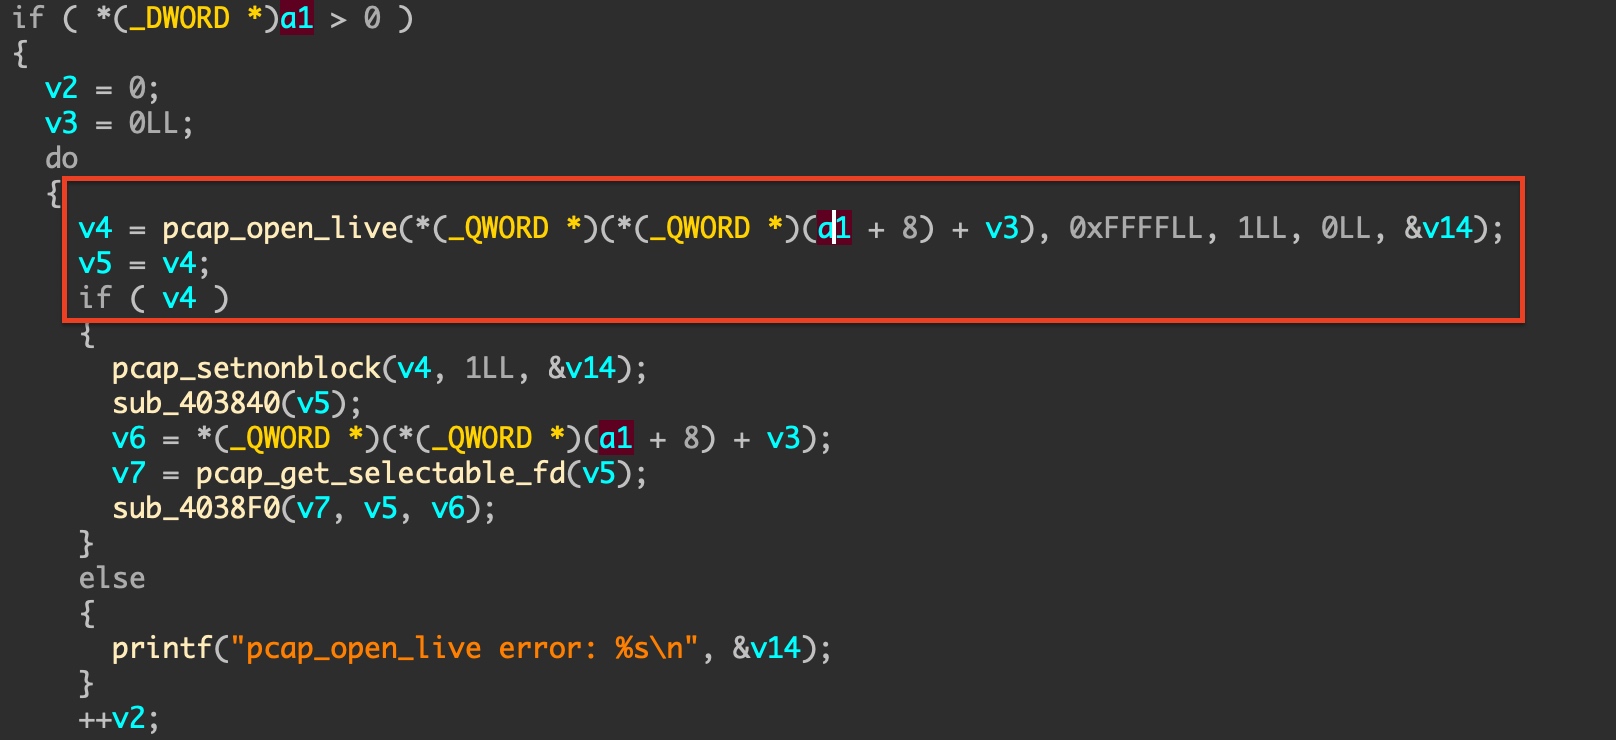 if ( *(_DWORD *)a1 > 0 )
{
v2 = 0;
v3 = 0LL;
do
{
v4 = pcap_open_live(*(_QWORD *)(*(_QWORD *)(a1 + 8) + v3), 0xFFFFLL, 1LL, 0LL, &v14);
v5 = v4;
if ( v4 )
{
pcap_setnonblock(v4, 1LL, &v14);
sub_403840(v5);
v6 = *(_QWORD *)(*(_QWORD *)(a1 + 8) + v3);
v7 = pcap_get_selectable_fd(v5);
sub_4038F0(v7, v5, v6);
}
else
{
printf("pcap_open_live error: %s\n", &v14);
}
++v2;